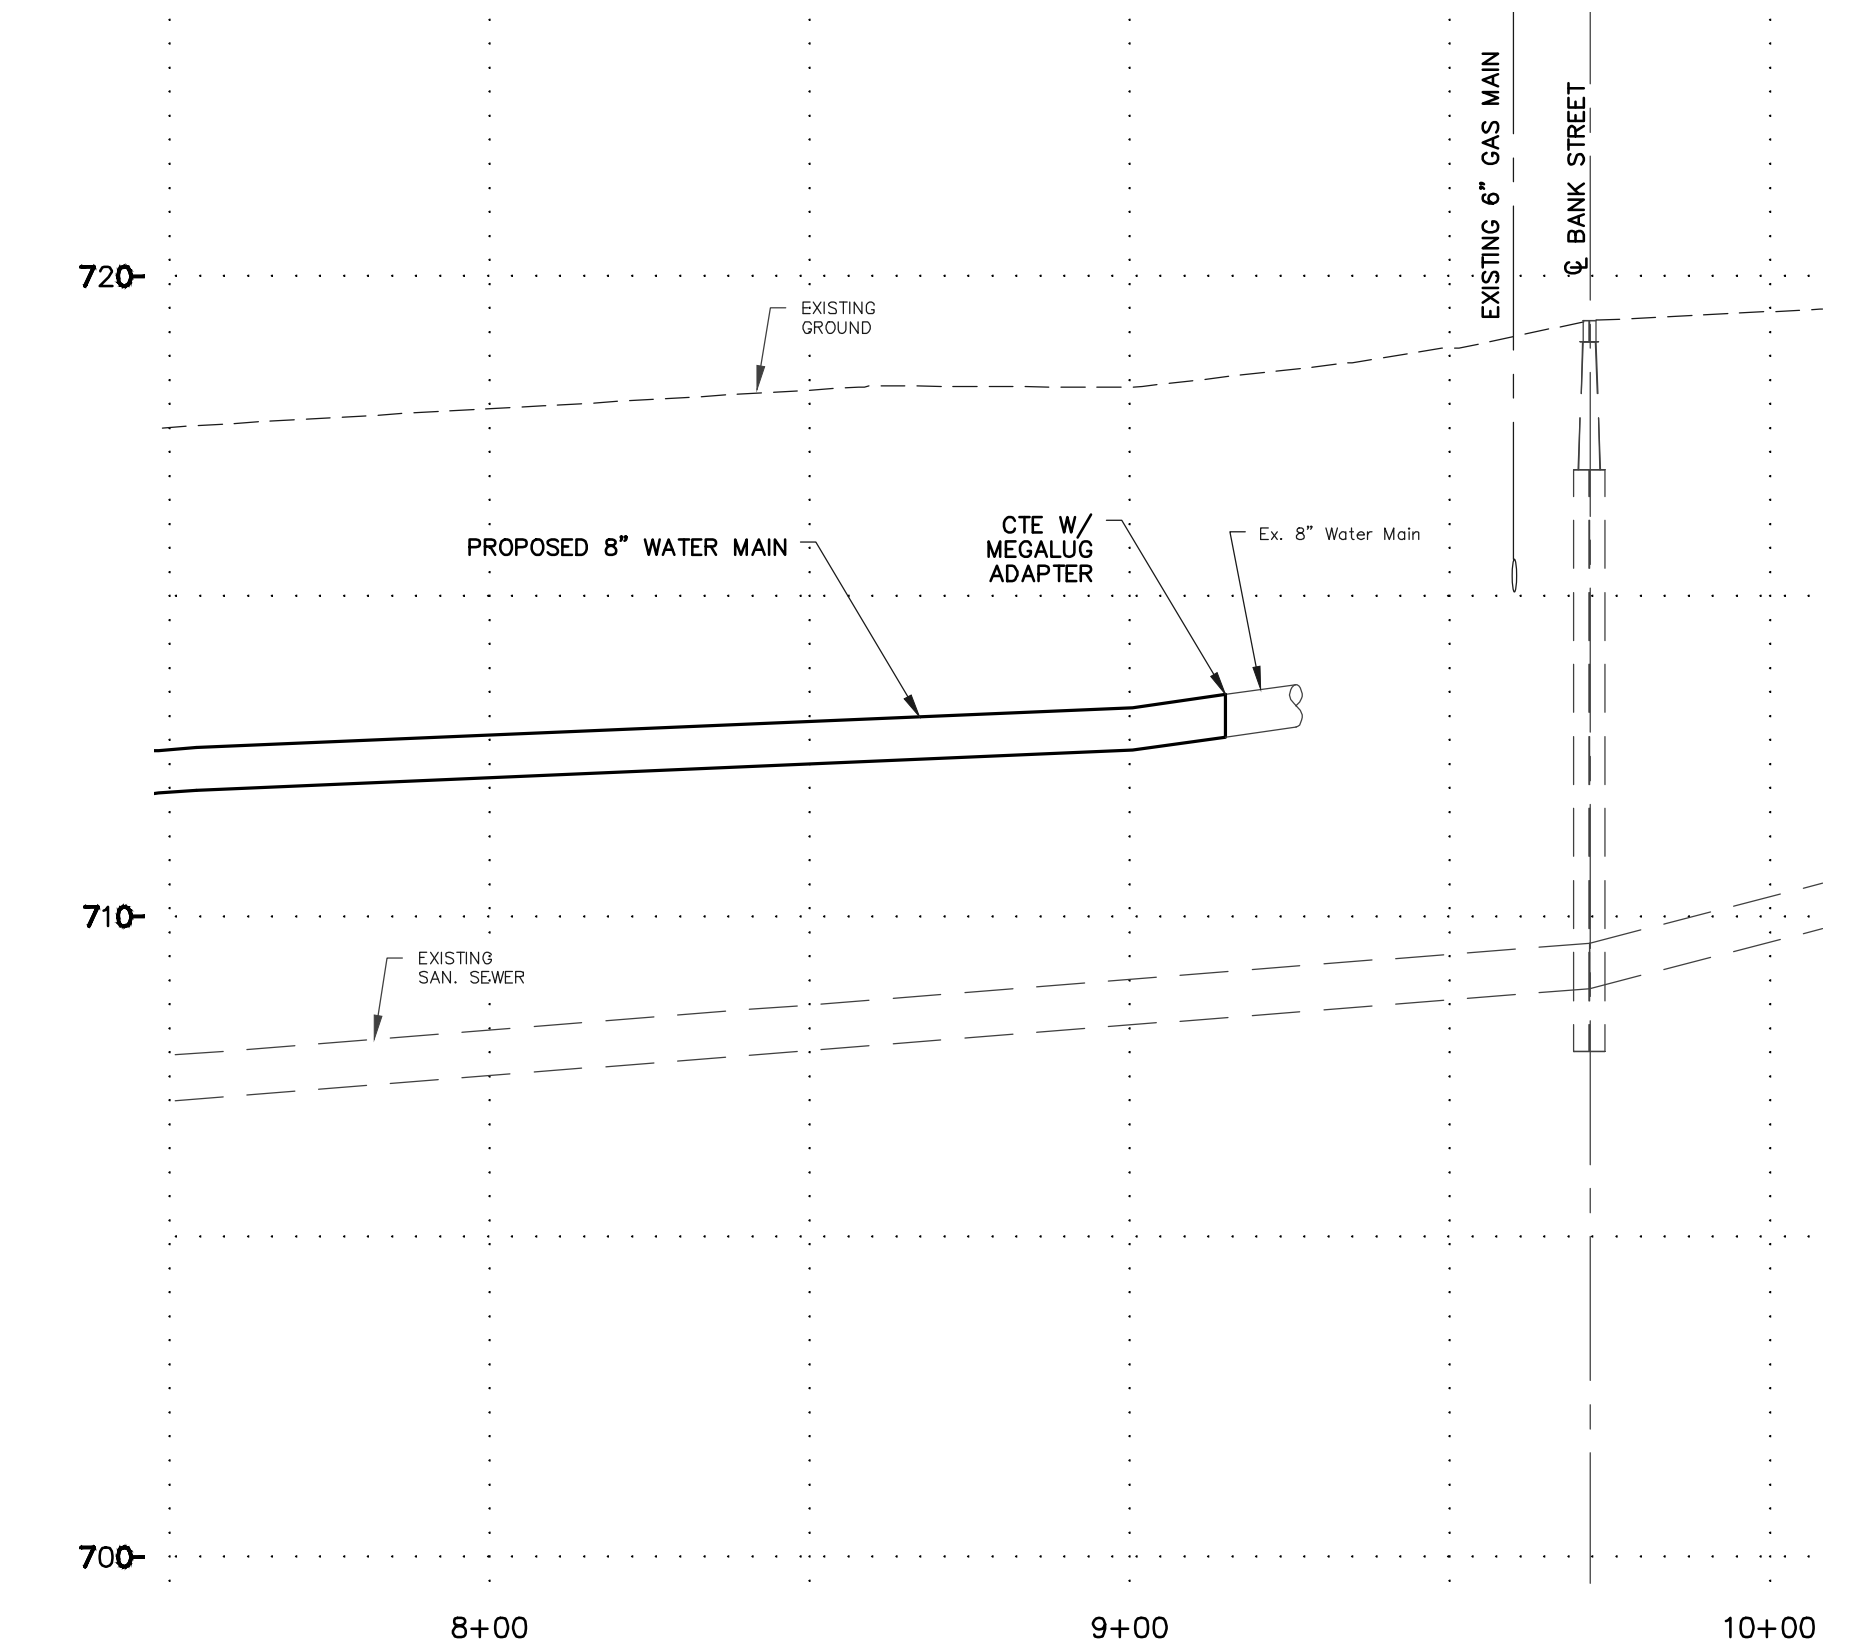 EXISTING 6" GAS MAIN
℄ BANK STREET
720
EXISTING
GROUND
PROPOSED 8" WATER MAIN
CTE W/
MEGALUG
ADAPTER
Ex. 8" Water Main
710
EXISTING
SAN. SEWER
700
8+00
9+00
10+00